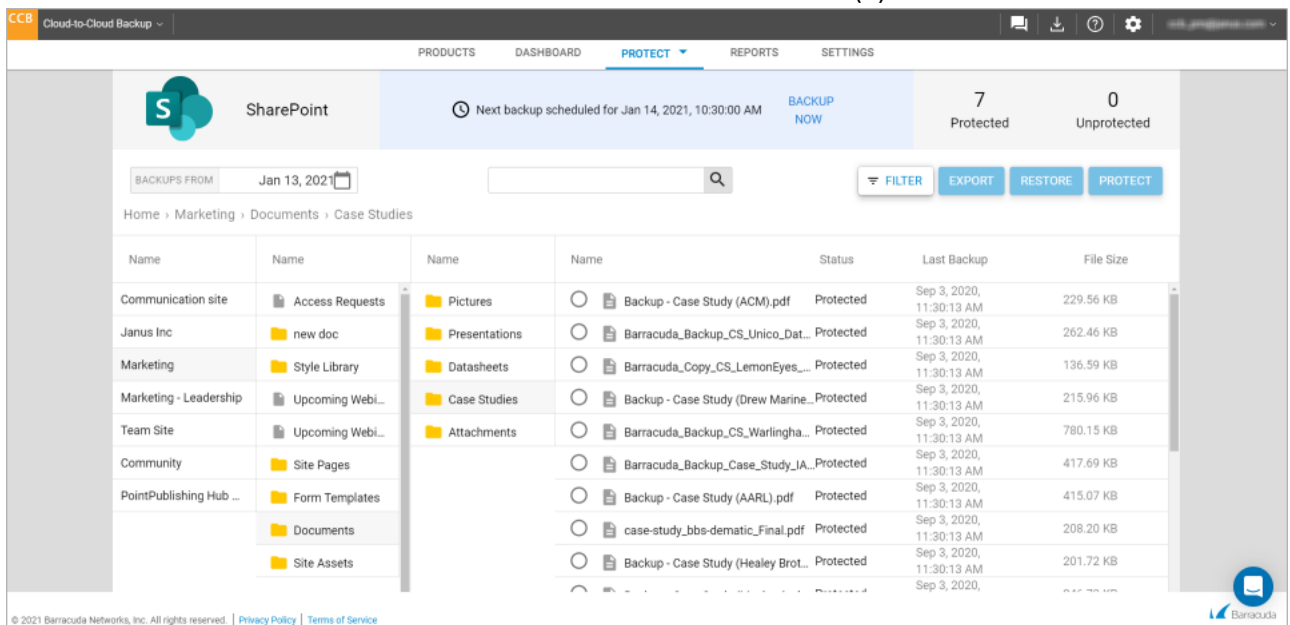 CCB Cloud-to-Cloud Backup
PRODUCTS DASHBOARD PROTECT REPORTS SETTINGS
S SharePoint
Next backup scheduled for Jan 14, 2021, 10:30:00 AM
BACKUP
NOW
7
Protected
0
Unprotected
BACKUPS FROM Jan 13, 2021
FILTER EXPORT RESTORE PROTECT
Home › Marketing › Documents › Case Studies
Name Name Name Name Status Last Backup File Size
Communication site Access Requests Pictures Backup - Case Study (ACM).pdf Protected Sep 3, 2020, 11:30:13 AM 229.56 KB
Janus Inc new doc Presentations Barracuda_Backup_CS_Unico_Dat... Protected Sep 3, 2020, 11:30:13 AM 262.46 KB
Marketing Style Library Datasheets Barracuda_Copy_CS_LemonEyes_... Protected Sep 3, 2020, 11:30:13 AM 136.59 KB
Marketing - Leadership Upcoming Webi... Case Studies Backup - Case Study (Drew Marine... Protected Sep 3, 2020, 11:30:13 AM 215.96 KB
Team Site Upcoming Webi... Attachments Barracuda_Backup_CS_Warlingha... Protected Sep 3, 2020, 11:30:13 AM 780.15 KB
Community Site Pages Barracuda_Backup_Case_Study_IA... Protected Sep 3, 2020, 11:30:13 AM 417.69 KB
PointPublishing Hub ... Form Templates Backup - Case Study (AARL).pdf Protected Sep 3, 2020, 11:30:13 AM 415.07 KB
Documents case-study_bbs-dematic_Final.pdf Protected Sep 3, 2020, 11:30:13 AM 208.20 KB
Site Assets Backup - Case Study (Healey Brot... Protected Sep 3, 2020, 11:30:13 AM 201.72 KB
Sep 3, 2020,
© 2021 Barracuda Networks, Inc. All rights reserved. | Privacy Policy | Terms of Service
Barracuda